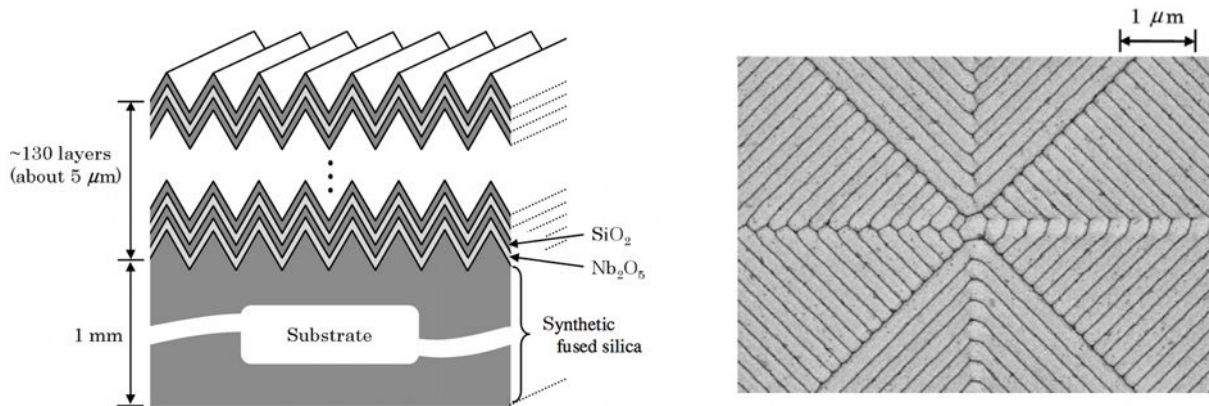 ~130 layers
(about 5 μm)
SiO₂
Nb₂O₅
1 mm
Substrate
Synthetic
fused silica
1 μm